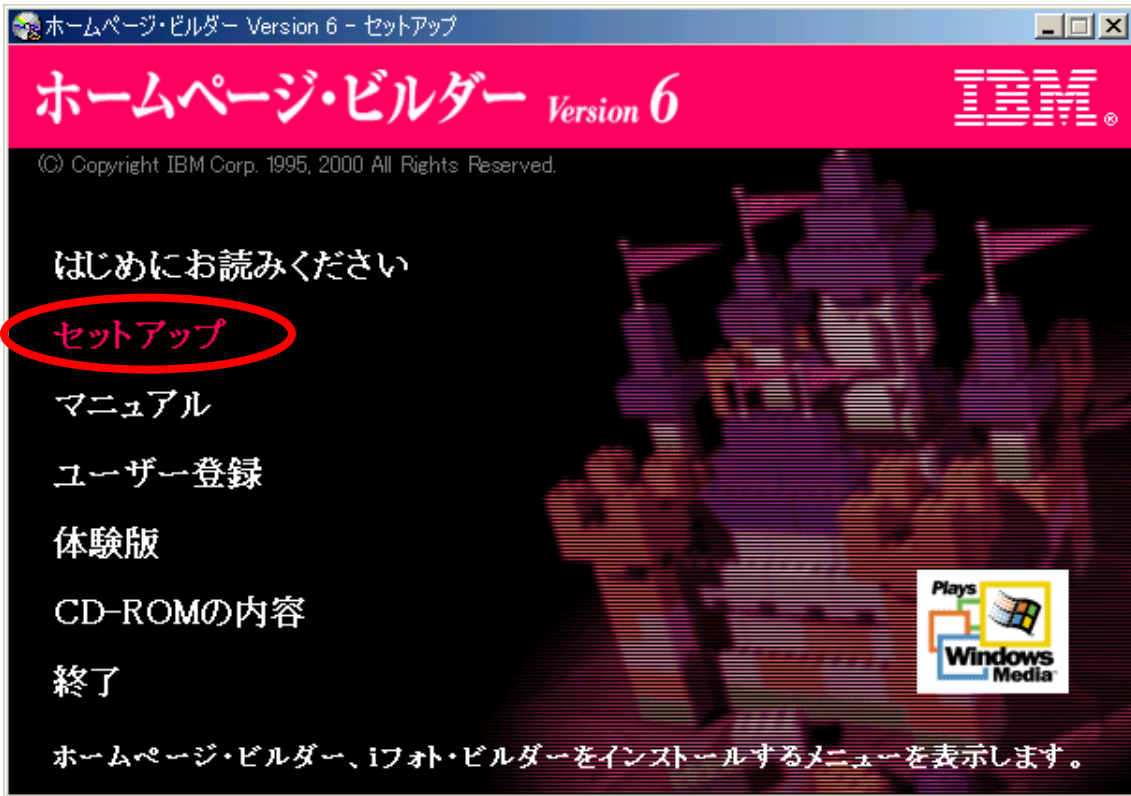 ホームページ・ビルダー Version 6 - セットアップ
ホームページ・ビルダー Version 6
IBM®
(C) Copyright IBM Corp. 1995, 2000 All Rights Reserved.
はじめにお読みください
セットアップ
マニュアル
ユーザー登録
体験版
CD-ROMの内容
終了
Plays
Windows
Media
ホームページ・ビルダー、iフォト・ビルダーをインストールするメニューを表示します。